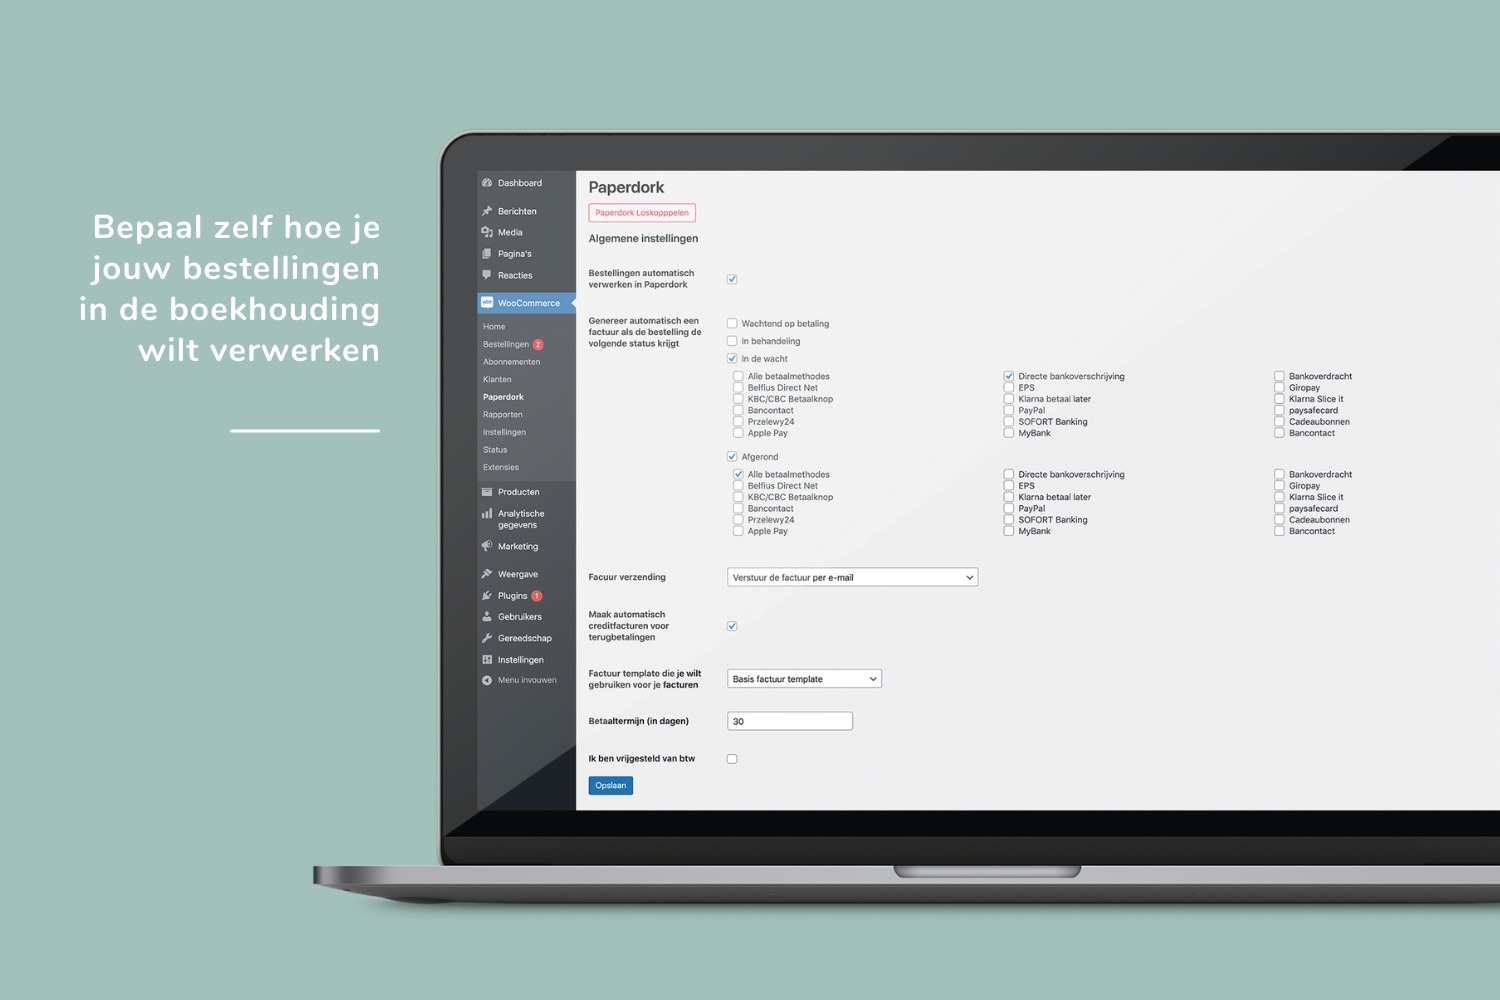 Bepaal zelf hoe je
jouw bestellingen
in de boekhouding
wilt verwerken
Dashboard
Berichten
Media
Pagina's
Reacties
WooCommerce
Home
Bestellingen 2
Abonnementen
Klanten
Paperdork
Rapporten
Instellingen
Status
Extensies
Producten
Analytische
gegevens
Marketing
Weergave
Plugins 1
Gebruikers
Gereedschap
Instellingen
Menu invouwen
Paperdork
Paperdork Loskopppelen
Algemene instellingen
Bestellingen automatisch
verwerken in Paperdork
Genereer automatisch een
factuur als de bestelling de
volgende status krijgt
Wachtend op betaling
In behandeling
In de wacht
Alle betaalmethodes Directe bankoverschrijving Bankoverdracht
Belfius Direct Net EPS Giropay
KBC/CBC Betaalknop Klarna betaal later Klarna Slice it
Bancontact PayPal paysafecard
Przelewy24 SOFORT Banking Cadeaubonnen
Apple Pay MyBank Bancontact
Afgerond
Alle betaalmethodes Directe bankoverschrijving Bankoverdracht
Belfius Direct Net EPS Giropay
KBC/CBC Betaalknop Klarna betaal later Klarna Slice it
Bancontact PayPal paysafecard
Przelewy24 SOFORT Banking Cadeaubonnen
Apple Pay MyBank Bancontact
Facuur verzending Verstuur de factuur per e-mail
Maak automatisch
creditfacturen voor
terugbetalingen
Factuur template die je wilt
gebruiken voor je facturen
Basis factuur template
Betaaltermijn (in dagen) 30
Ik ben vrijgesteld van btw
Opslaan